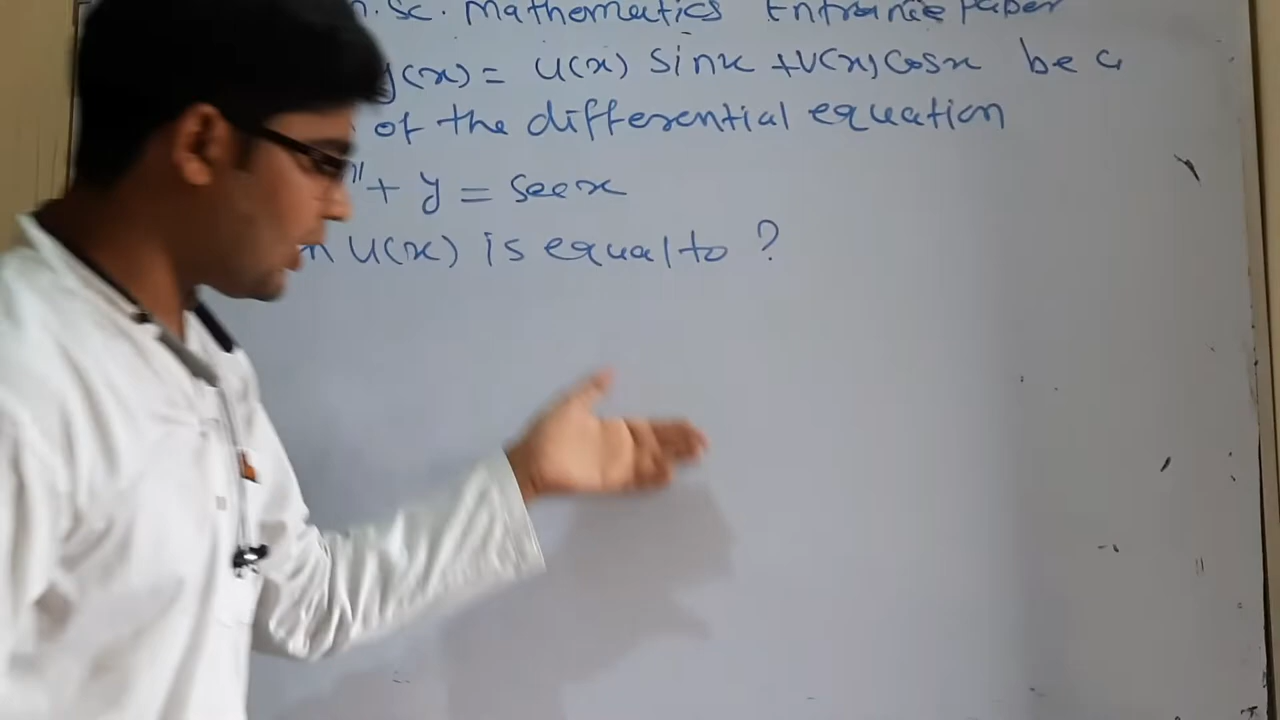 .Sc. Mathematics Entrance Paper
y(x) = u(x) sinx + v(x) cosx be a
of the differential equation
" + y = secx
n u(x) is equal to ?